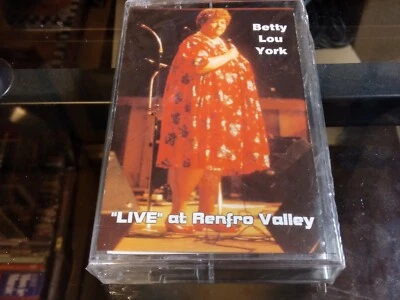 Betty
Lou
York
"LIVE" at Renfro Valley